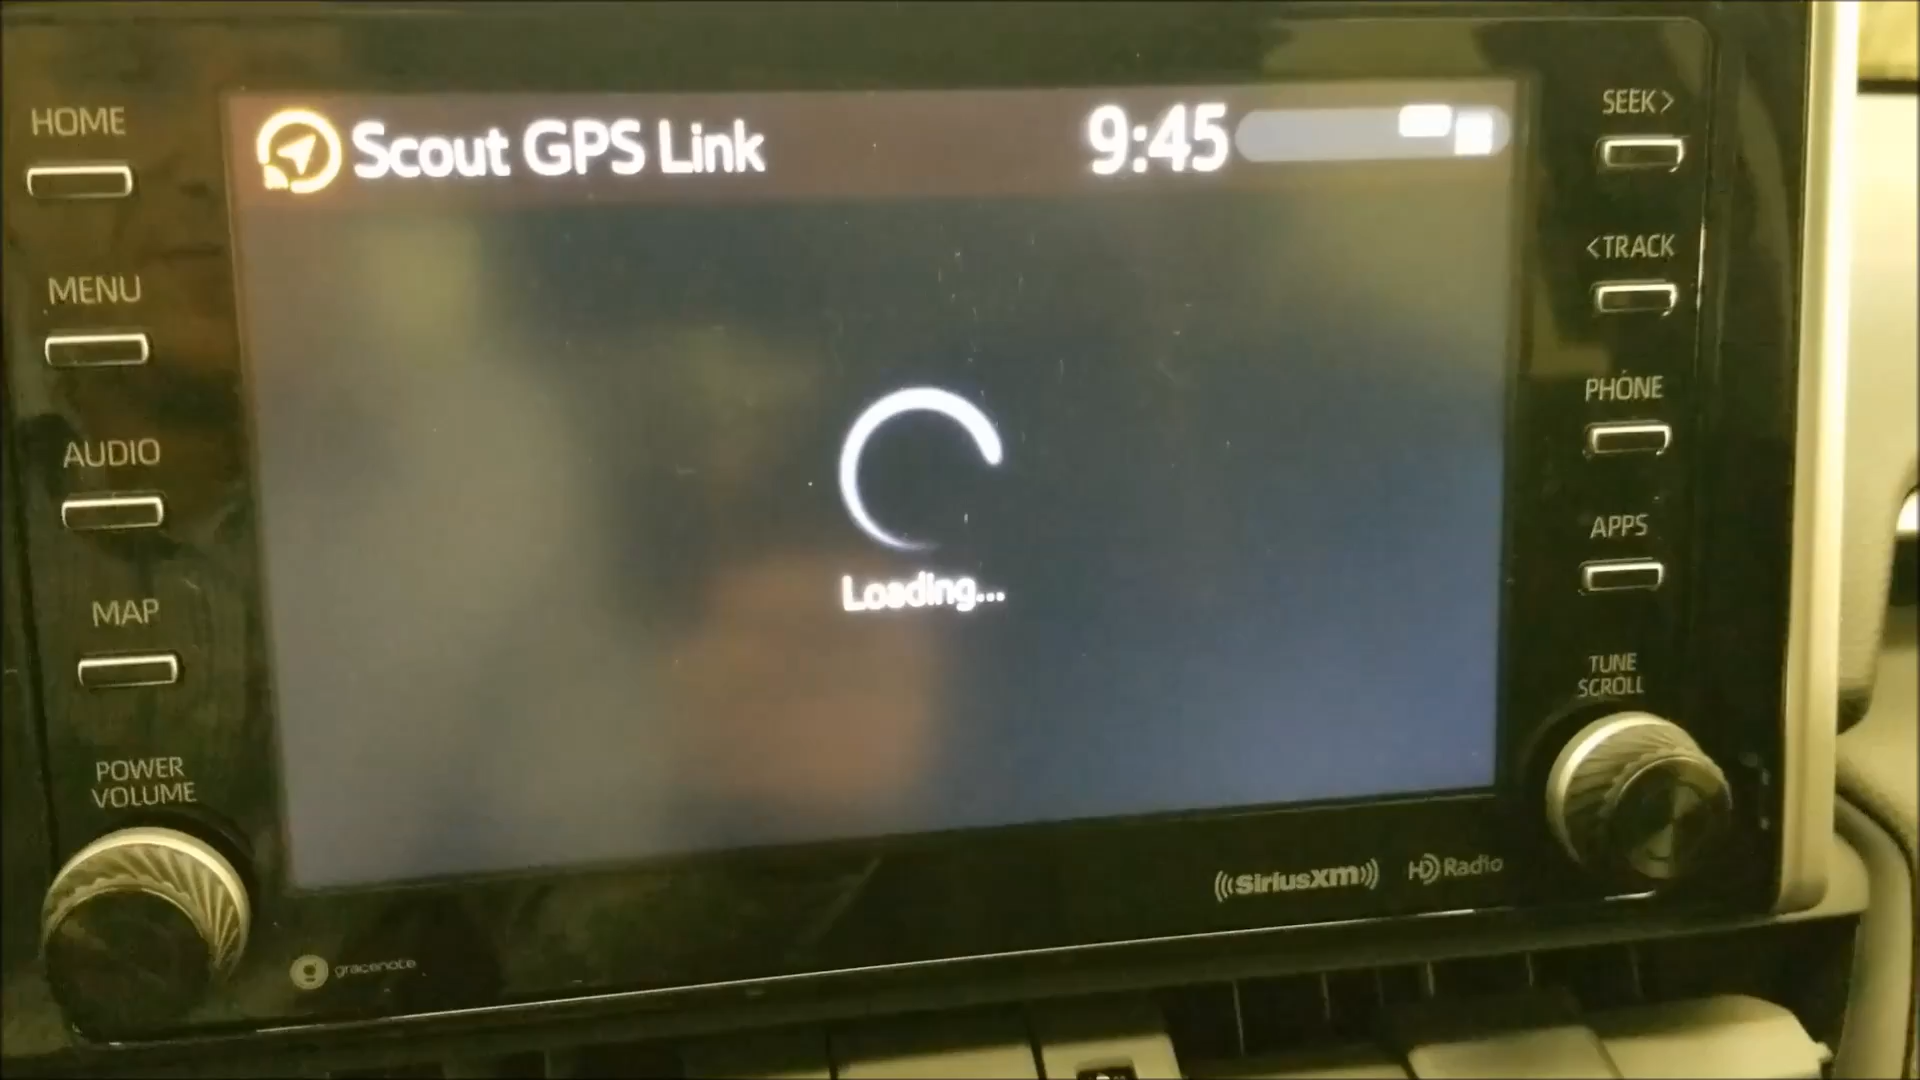 HOME
MENU
AUDIO
MAP
POWER
VOLUME
Scout GPS Link
9:45
Loading...
SEEK>
<TRACK
PHONE
APPS
TUNE
SCROLL
gracenote
((SiriusXM))
HD Radio